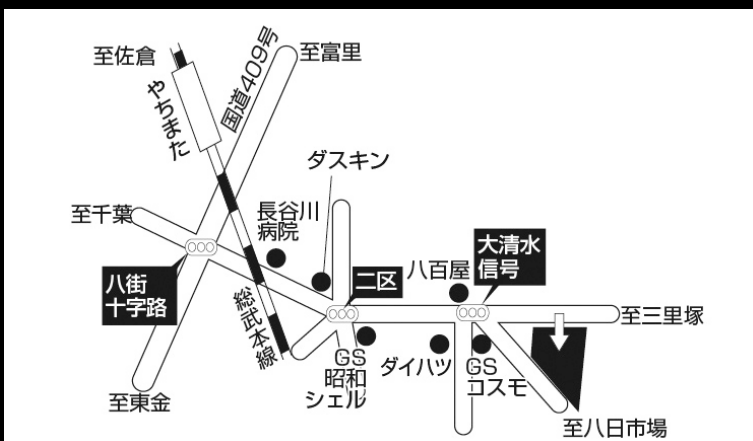 至佐倉
やちまた
国道409号
至富里
ダスキン
至千葉
長谷川
病院
八街
十字路
総武本線
二区
八百屋
大清水
信号
至三里塚
GS
昭和
シェル
ダイハツ
GS
コスモ
至東金
至八日市場